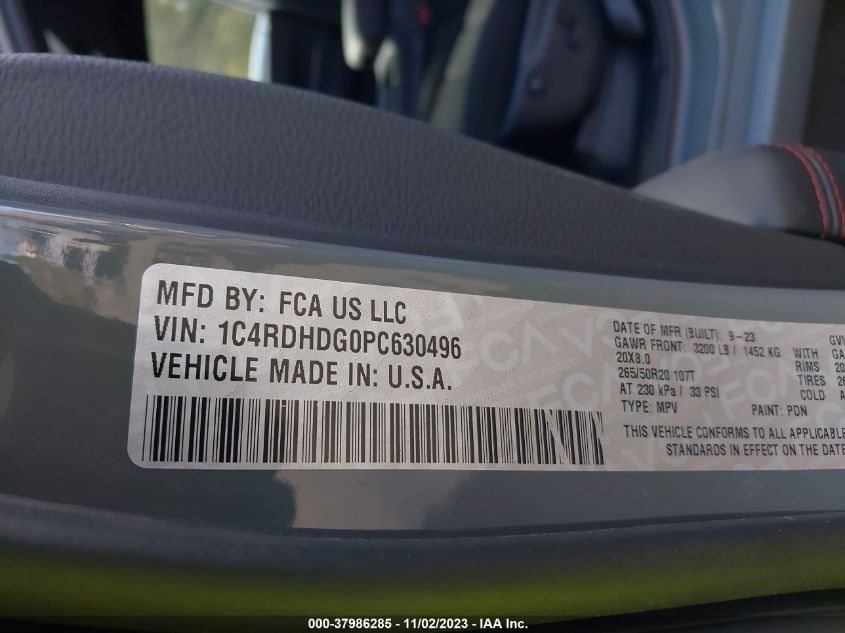 MFD BY: FCA US LLC
VIN: 1C4RDHDG0PC630496
VEHICLE MADE IN: U.S.A.
DATE OF MFR (BUILT): 9-23
GAWR FRONT: 3200 LB / 1452 KG WITH
20X8.0 RIMS 20
265/50R20 107T TIRES 26
AT 230 kPa / 33 PSI COLD A
TYPE: MPV PAINT: PDN
THIS VEHICLE CONFORMS TO ALL APPLICABLE
STANDARDS IN EFFECT ON THE DATE
000-37986285 - 11/02/2023 - IAA Inc.